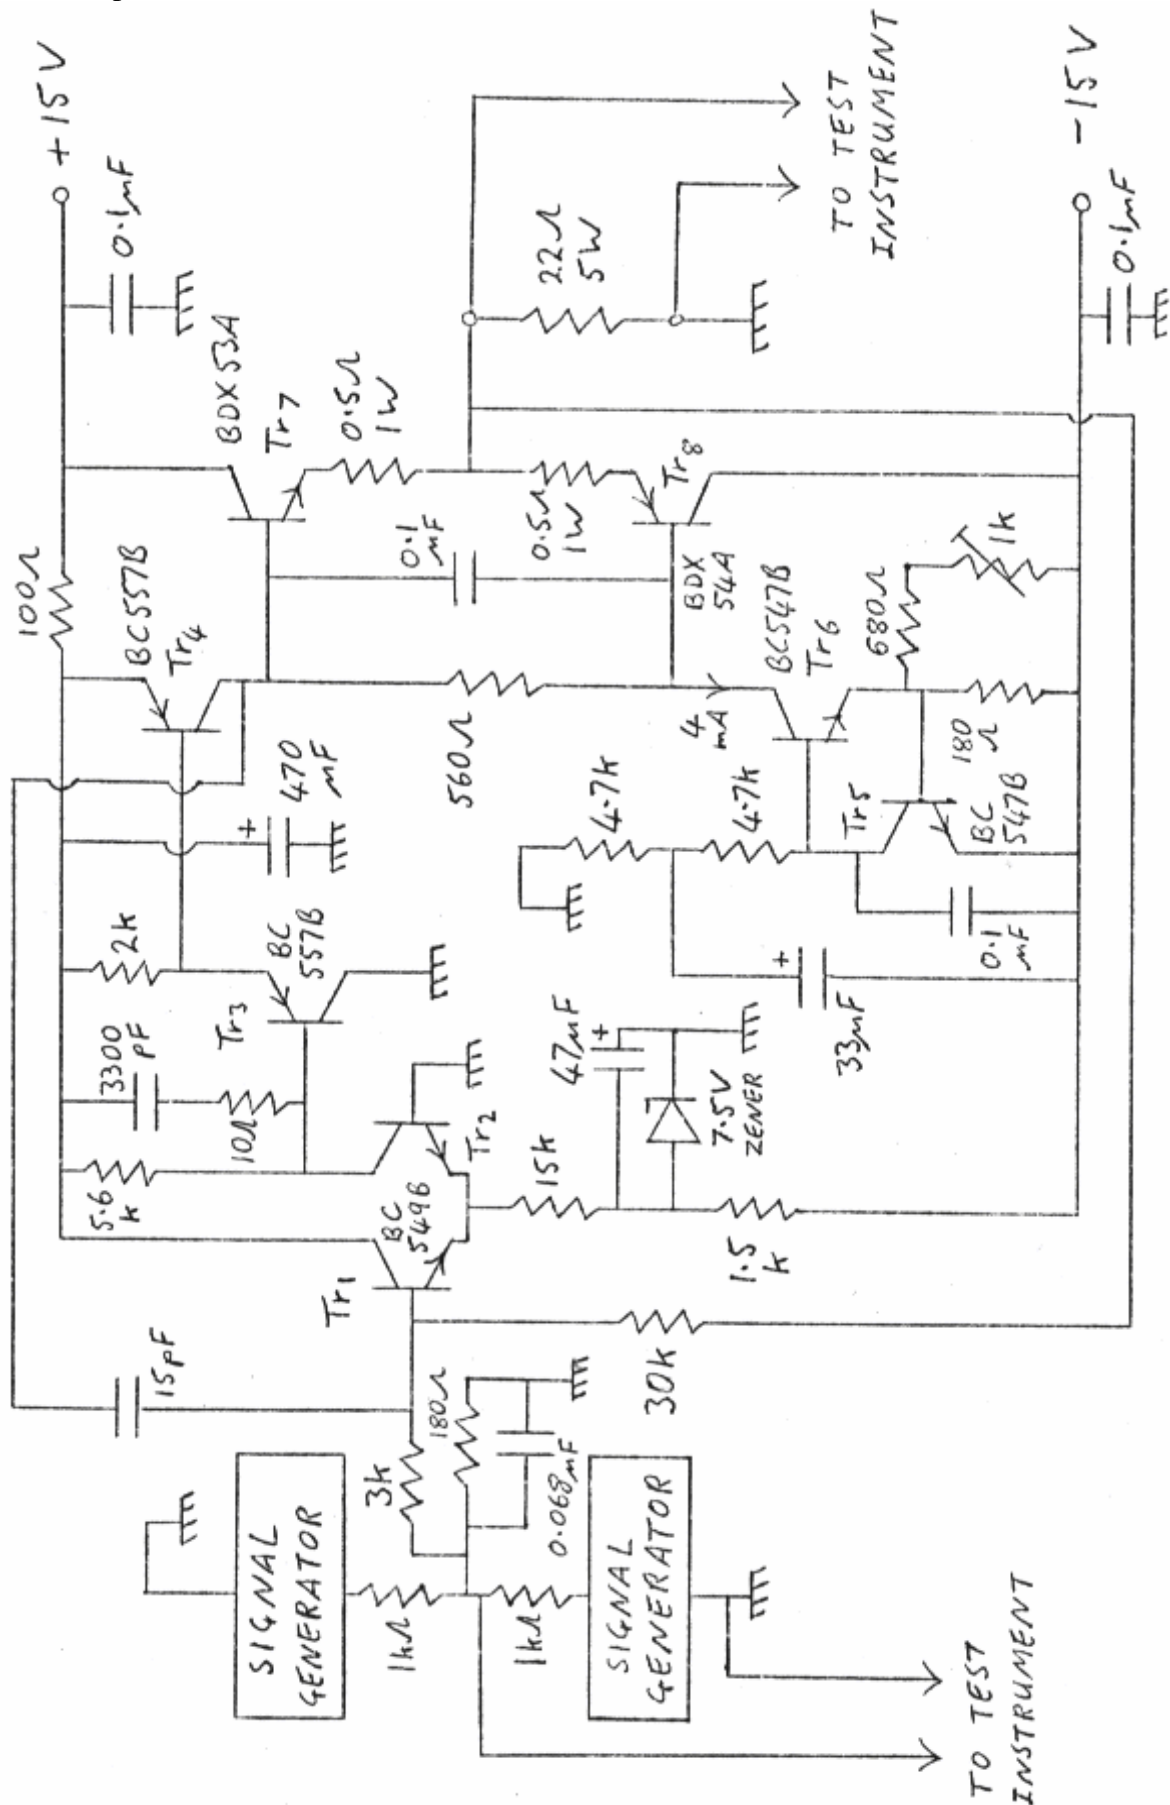 +15V
0.1µF
100Ω
BC557B
Tr4
BDX53A
Tr7
0.5Ω
1W
22Ω
5W
TO TEST
INSTRUMENT
15pF
5.6
k
3300
pF
10Ω
2k
Tr3
BC
557B
470
µF
560Ω
0.1
µF
0.5Ω
1W
Tr8
BDX
54A
Tr1
BC
549B
Tr2
4
mA
BC547B
Tr6
680Ω
1k
4.7k
4.7k
Tr5
BC
547B
180
Ω
47µF
15k
7.5V
ZENER
33µF
0.1
µF
1.5
k
30k
-15V
0.1µF
SIGNAL
GENERATOR
1kΩ
3k
180Ω
0.068µF
1kΩ
SIGNAL
GENERATOR
TO TEST
INSTRUMENT